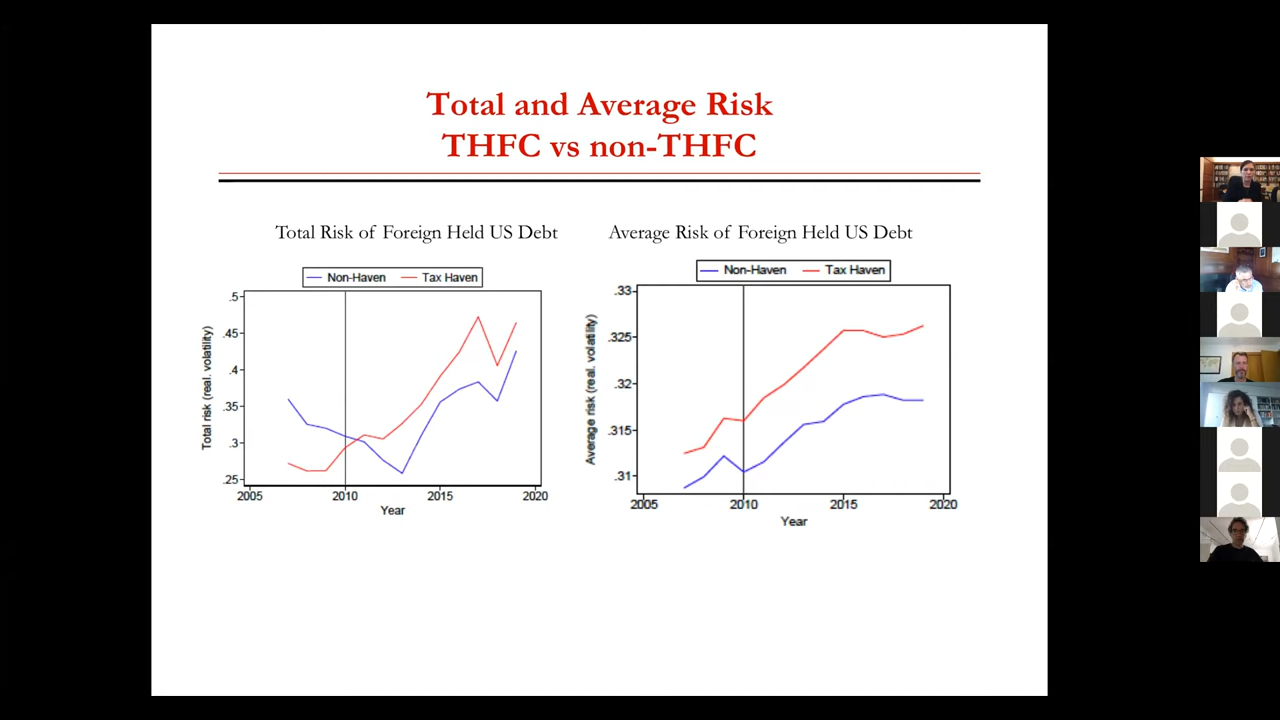 Total and Average Risk
THFC vs non-THFC
Total Risk of Foreign Held US Debt
Non-Haven Tax Haven
Total risk (real. volatility)
.5
.45
.4
.35
.3
.25
2005 2010 2015 2020
Year
Average Risk of Foreign Held US Debt
Non-Haven Tax Haven
Average risk (real. volatility)
.33
.325
.32
.315
.31
2005 2010 2015 2020
Year